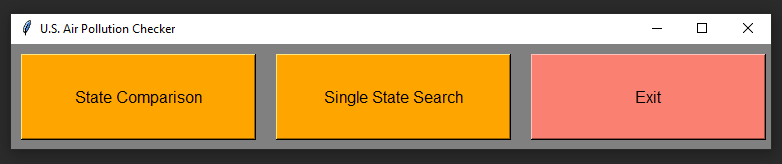 U.S. Air Pollution Checker
State Comparison
Single State Search
Exit